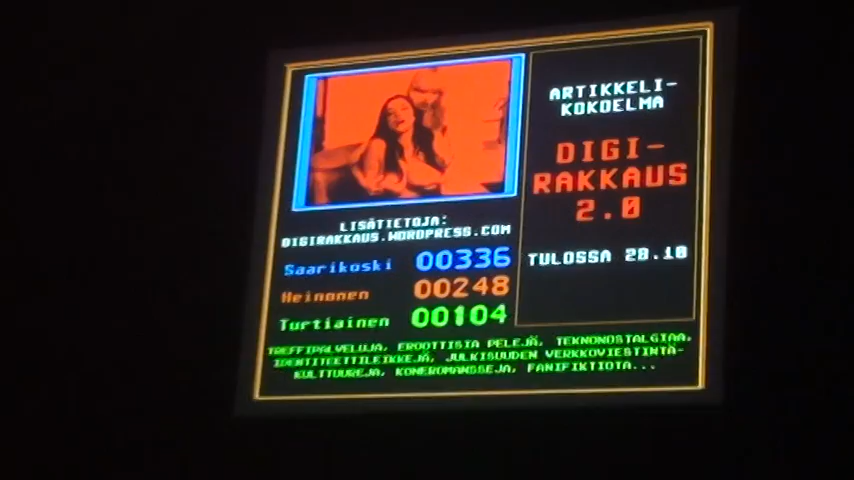 ARTIKKELI-
KOKOELMA
DIGI-
RAKKAUS
2.0
TULOSSA 28.10
LISÄTIETOJA:
DIGIRAKKAUS.WORDPRESS.COM
Saarikoski 00336
Heinonen 00248
Turtiainen 00104
TREFFIPALVELUJA, EROOTTISIA PELEJÄ, TEKNONOSTALGIAA,
IDENTITEETTILEIKKEJÄ, JULKISUUDEN VERKKOVIESTINTÄ-
KULTTUUREJA, KONEROMANSSEJA, FANIFIKTIOTA...